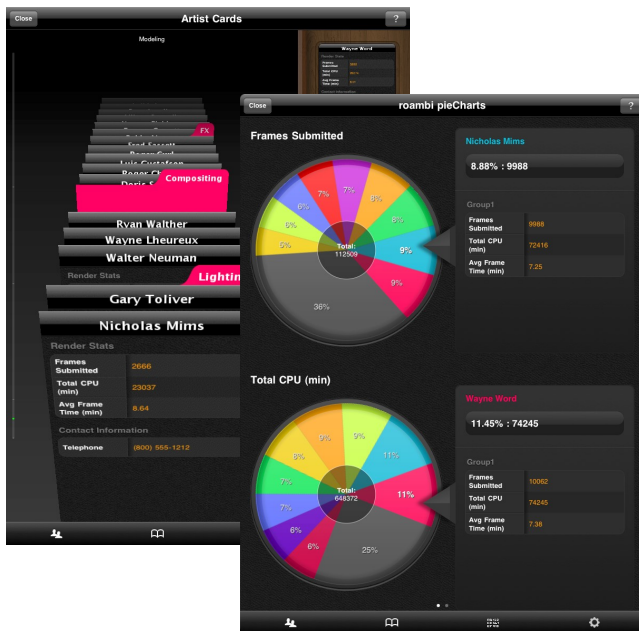 Close
Artist Cards
?
Modeling
Wayne Word
FX
Compositing
Ryan Walther
Wayne Lheureux
Walter Neuman
Render Stats
Lightin
Gary Toliver
Nicholas Mims
Render Stats
Frames
Submitted
2666
Total CPU
(min)
23037
Avg Frame
Time (min)
8.64
Contact Information
Telephone
(800) 555-1212
Close
roambi pieCharts
?
Frames Submitted
7%
7%
8%
8%
9%
9%
36%
5%
5%
6%
Total:
112509
Nicholas Mims
8.88% : 9988
Group1
Frames
Submitted
9988
Total CPU
(min)
72416
Avg Frame
Time (min)
7.25
Total CPU (min)
9%
9%
11%
11%
25%
6%
6%
7%
7%
8%
Total:
648372
Wayne Word
11.45% : 74245
Group1
Frames
Submitted
10062
Total CPU
(min)
74245
Avg Frame
Time (min)
7.38